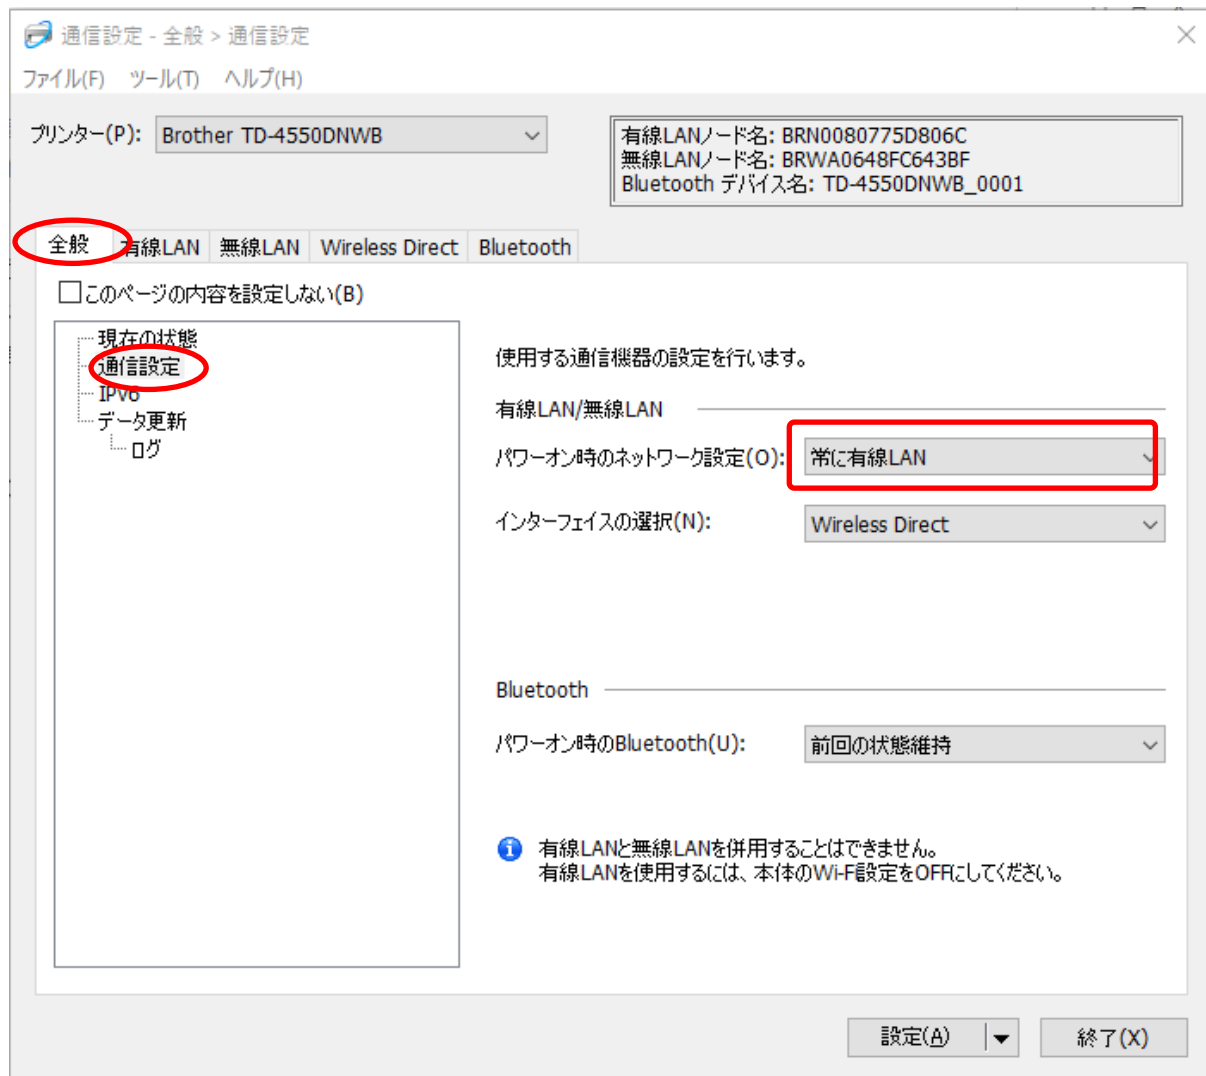 通信設定 - 全般 > 通信設定
ファイル(F) ツール(T) ヘルプ(H)
プリンター(P): Brother TD-4550DNWB
有線LANノード名: BRN0080775D806C
無線LANノード名: BRWA0648FC643BF
Bluetooth デバイス名: TD-4550DNWB_0001
全般 有線LAN 無線LAN Wireless Direct Bluetooth
このページの内容を設定しない(B)
現在の状態
通信設定
IPv6
データ更新
ログ
使用する通信機器の設定を行います。
有線LAN/無線LAN
パワーオン時のネットワーク設定(O): 常に有線LAN
インターフェイスの選択(N): Wireless Direct
Bluetooth
パワーオン時のBluetooth(U): 前回の状態維持
有線LANと無線LANを併用することはできません。
有線LANを使用するには、本体のWi-Fi設定をOFFにしてください。
設定(A) 終了(X)